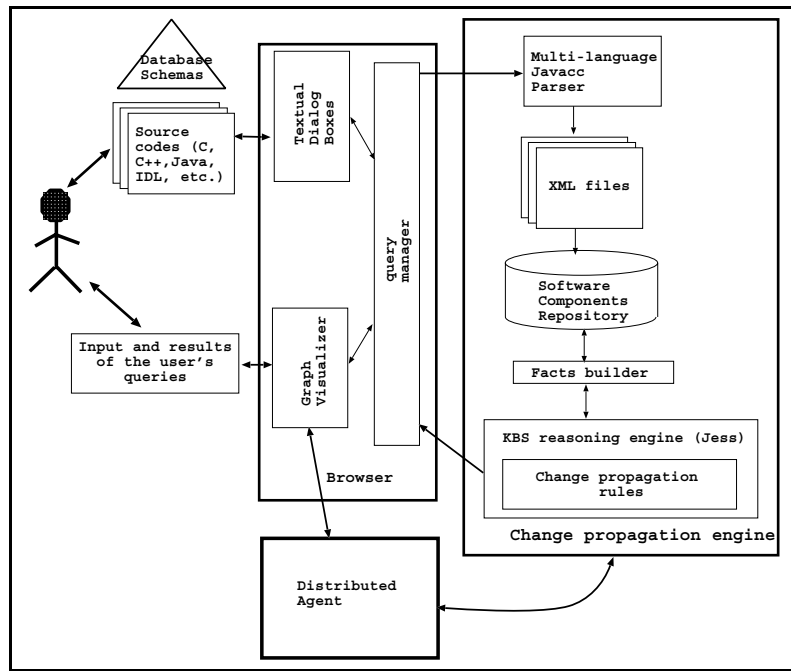 Database
Schemas
Source
codes (C,
C++,Java,
IDL, etc.)
Input and results
of the user's
queries
Textual
Dialog
Boxes
Graph
Visualizer
query
manager
Browser
Multi-language
Javacc
Parser
XML files
Software
Components
Repository
Facts builder
KBS reasoning engine (Jess)
Change propagation
rules
Change propagation engine
Distributed
Agent